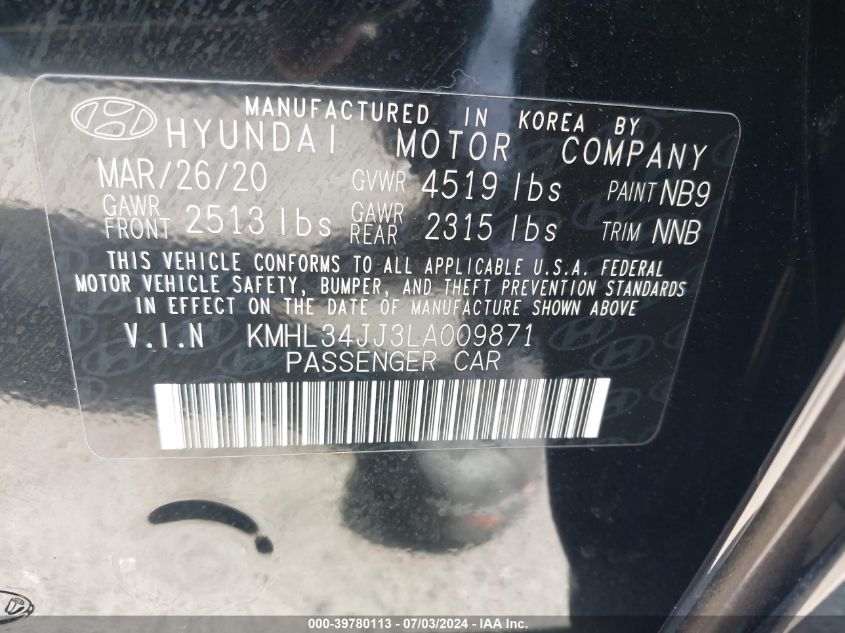 MANUFACTURED IN KOREA BY
HYUNDAI MOTOR COMPANY
MAR/26/20 GVWR 4519 lbs PAINT NB9
GAWR FRONT 2513 lbs GAWR REAR 2315 lbs TRIM NNB
THIS VEHICLE CONFORMS TO ALL APPLICABLE U.S.A. FEDERAL
MOTOR VEHICLE SAFETY, BUMPER, AND THEFT PREVENTION STANDARDS
IN EFFECT ON THE DATE OF MANUFACTURE SHOWN ABOVE
V.I.N KMHL34JJ3LA009871
PASSENGER CAR
000-39780113 - 07/03/2024 - IAA Inc.